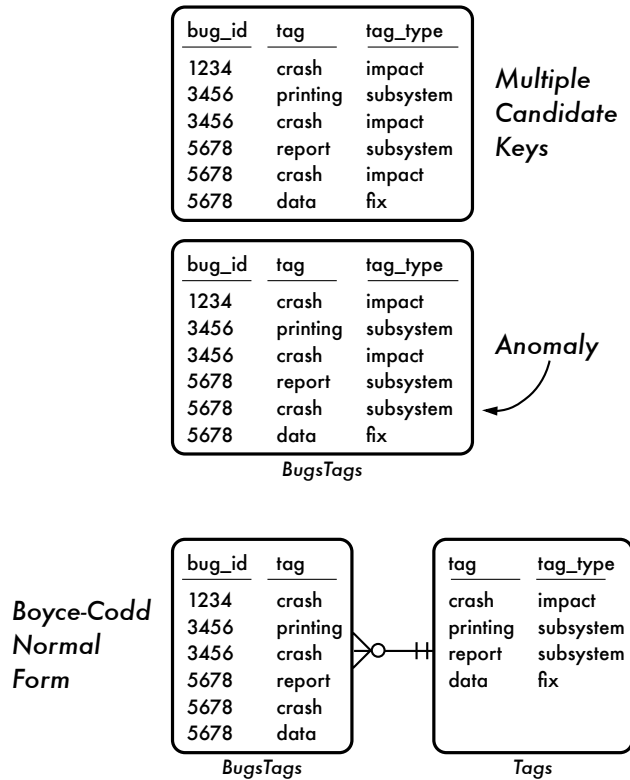 bug_id tag tag_type
1234 crash impact
3456 printing subsystem
3456 crash impact
5678 report subsystem
5678 crash impact
5678 data fix
Multiple
Candidate
Keys
bug_id tag tag_type
1234 crash impact
3456 printing subsystem
3456 crash impact
5678 report subsystem
5678 crash subsystem
5678 data fix
Anomaly
BugsTags
Boyce-Codd
Normal
Form
bug_id tag
1234 crash
3456 printing
3456 crash
5678 report
5678 crash
5678 data
BugsTags
tag tag_type
crash impact
printing subsystem
report subsystem
data fix
Tags